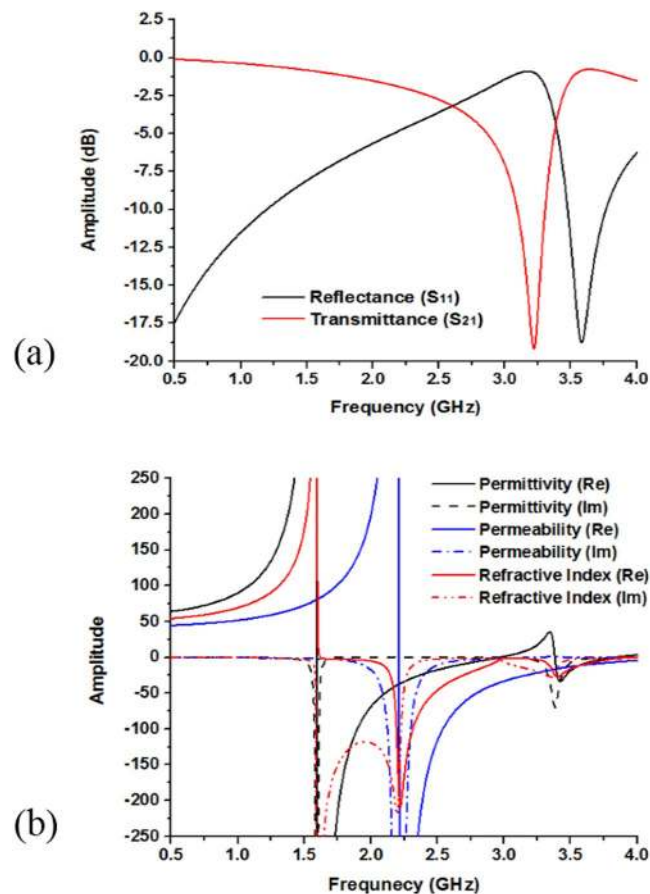 (a)
Amplitude (dB)
5.0
2.5
0.0
-2.5
-5.0
-7.5
-10.0
-12.5
-15.0
-17.5
-20.0
Reflectance (S₁₁)
Transmittance (S₂₁)
0.5 1.0 1.5 2.0 2.5 3.0 3.5 4.0
Frequency (GHz)
(b)
Amplitude
250
200
150
100
50
0
-50
-100
-150
-200
-250
Permittivity (Re)
Permittivity (Im)
Permeability (Re)
Permeability (Im)
Refractive Index (Re)
Refractive Index (Im)
0.5 1.0 1.5 2.0 2.5 3.0 3.5 4.0
Frequnecy (GHz)